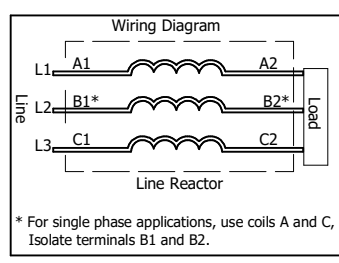 Wiring Diagram
L1 A1 A2
L2 B1* B2*
L3 C1 C2
Line
Load
Line Reactor
* For single phase applications, use coils A and C,
Isolate terminals B1 and B2.